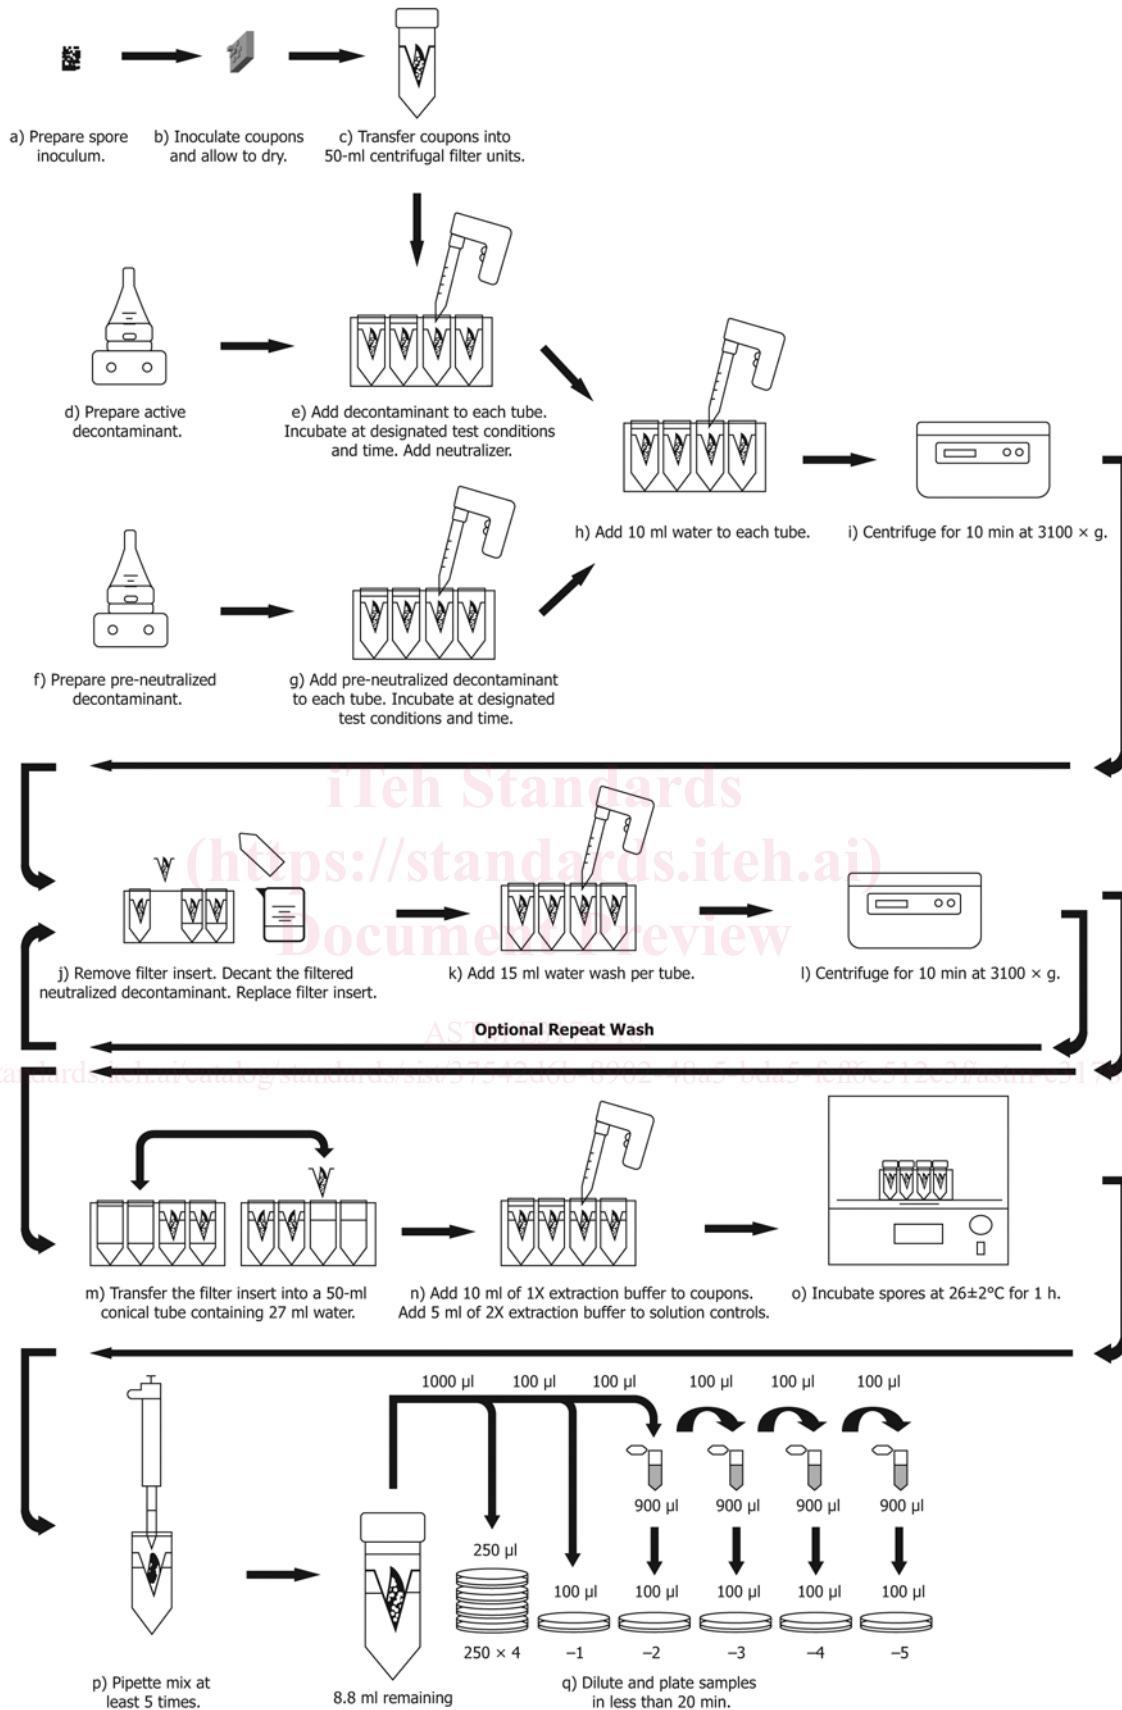 a) Prepare spore
inoculum.
b) Inoculate coupons
and allow to dry.
c) Transfer coupons into
50-ml centrifugal filter units.
d) Prepare active
decontaminant.
e) Add decontaminant to each tube.
Incubate at designated test conditions
and time. Add neutralizer.
h) Add 10 ml water to each tube.
i) Centrifuge for 10 min at 3100 × g.
f) Prepare pre-neutralized
decontaminant.
g) Add pre-neutralized decontaminant
to each tube. Incubate at designated
test conditions and time.
iTeh Standards
(https://standards.iteh.ai)
Document Preview
j) Remove filter insert. Decant the filtered
neutralized decontaminant. Replace filter insert.
k) Add 15 ml water wash per tube.
l) Centrifuge for 10 min at 3100 × g.
Optional Repeat Wash
m) Transfer the filter insert into a 50-ml
conical tube containing 27 ml water.
n) Add 10 ml of 1X extraction buffer to coupons.
Add 5 ml of 2X extraction buffer to solution controls.
o) Incubate spores at 26±2°C for 1 h.
1000 µl 100 µl 100 µl 100 µl 100 µl 100 µl
900 µl 900 µl 900 µl 900 µl
250 µl
100 µl 100 µl 100 µl 100 µl 100 µl
250 × 4 −1 −2 −3 −4 −5
p) Pipette mix at
least 5 times.
8.8 ml remaining
q) Dilute and plate samples
in less than 20 min.